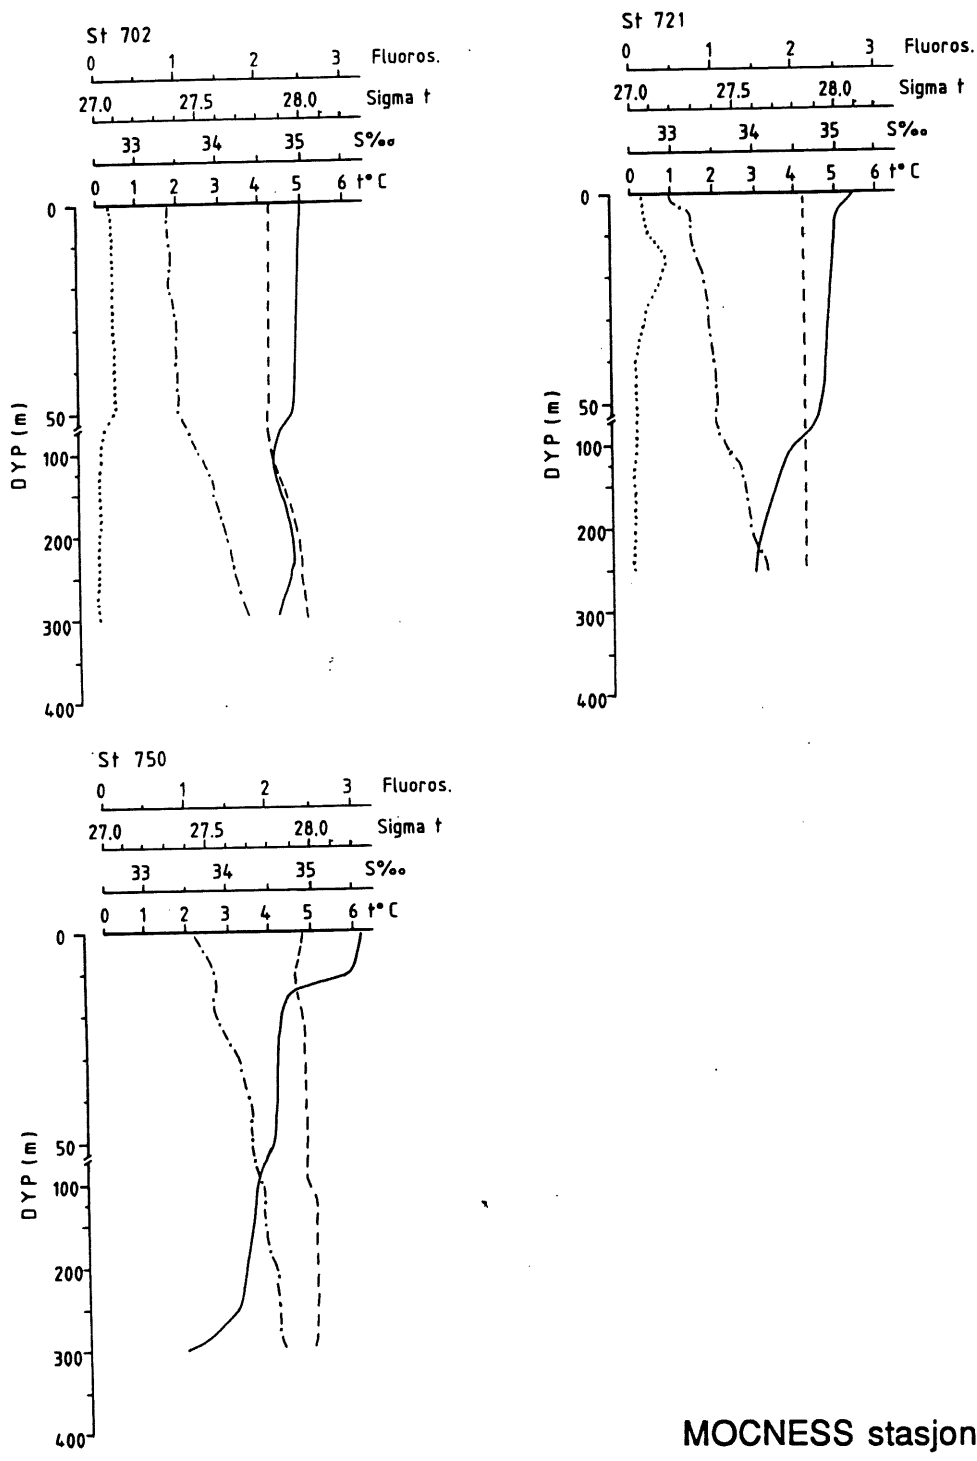 St 702
0 1 2 3 Fluoros.
27.0 27.5 28.0 Sigma t
33 34 35 S‰
0 1 2 3 4 5 6 t°C
0
50
100
200
300
400
DYP (m)
St 721
0 1 2 3 Fluoros.
27.0 27.5 28.0 Sigma t
33 34 35 S‰
0 1 2 3 4 5 6 t°C
0
50
100
200
300
400
DYP (m)
St 750
0 1 2 3 Fluoros.
27.0 27.5 28.0 Sigma t
33 34 35 S‰
0 1 2 3 4 5 6 t°C
0
50
100
200
300
400
DYP (m)
MOCNESS stasjon